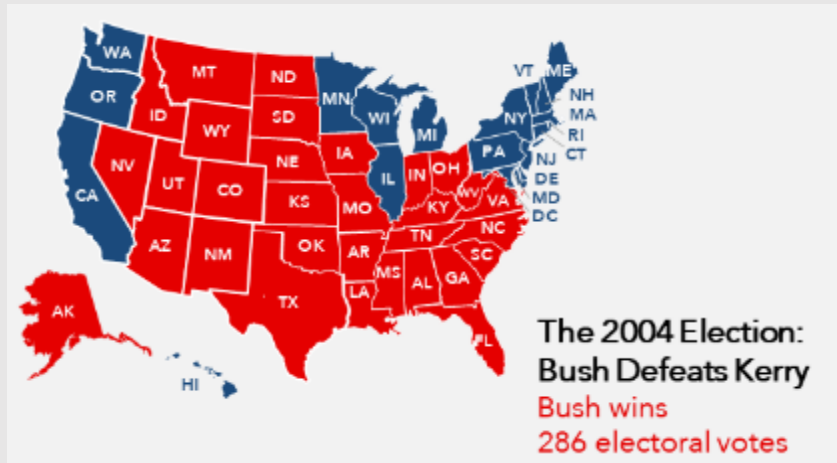 WA
MT
ND
MN
VT
ME
OR
ID
SD
WI
NY
NH
MA
WY
MI
RI
CT
NV
NE
IA
PA
NJ
UT
CO
IL
IN
OH
DE
CA
KS
MO
WV
VA
MD
KY
DC
AZ
NM
OK
AR
TN
NC
SC
TX
LA
MS
AL
GA
AK
FL
HI
The 2004 Election:
Bush Defeats Kerry
Bush wins
286 electoral votes